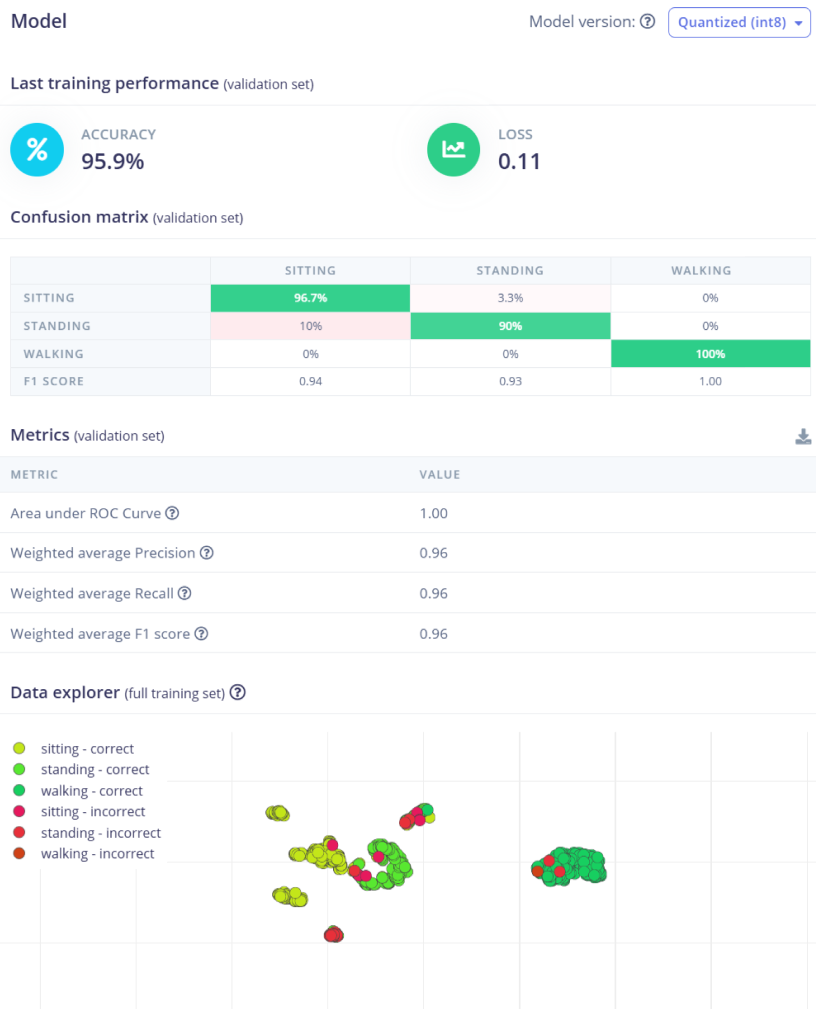 Model
Model version: Quantized (int8)
Last training performance (validation set)
%
ACCURACY
95.9%
LOSS
0.11
Confusion matrix (validation set)
SITTING STANDING WALKING
SITTING 96.7% 3.3% 0%
STANDING 10% 90% 0%
WALKING 0% 0% 100%
F1 SCORE 0.94 0.93 1.00
Metrics (validation set)
METRIC VALUE
Area under ROC Curve ? 1.00
Weighted average Precision ? 0.96
Weighted average Recall ? 0.96
Weighted average F1 score ? 0.96
Data explorer (full training set) ?
sitting - correct
standing - correct
walking - correct
sitting - incorrect
standing - incorrect
walking - incorrect